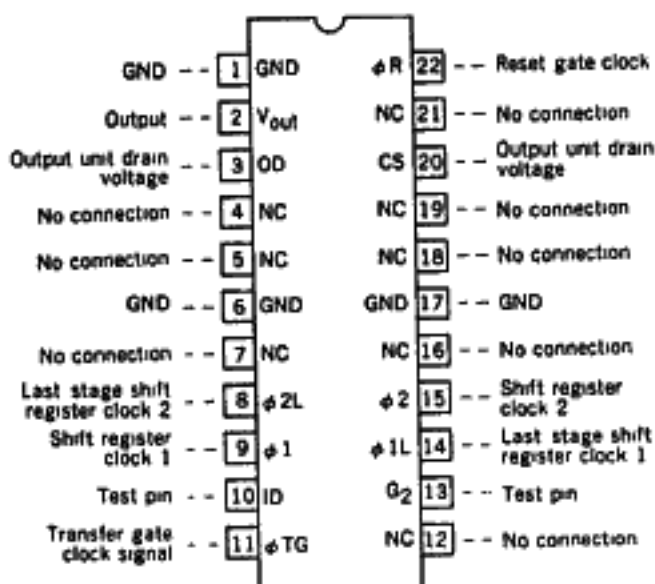 GND -- 1 GND φR 22 -- Reset gate clock
Output -- 2 Vout NC 21 -- No connection
Output unit drain
voltage -- 3 OD CS 20 -- Output unit drain
voltage
No connection -- 4 NC NC 19 -- No connection
No connection -- 5 NC NC 18 -- No connection
GND -- 6 GND GND 17 -- GND
No connection -- 7 NC NC 16 -- No connection
Last stage shift
register clock 2 -- 8 φ2L φ2 15 -- Shift register
clock 2
Shift register
clock 1 -- 9 φ1 φ1L 14 -- Last stage shift
register clock 1
Test pin -- 10 ID G2 13 -- Test pin
Transfer gate
clock signal -- 11 φTG NC 12 -- No connection